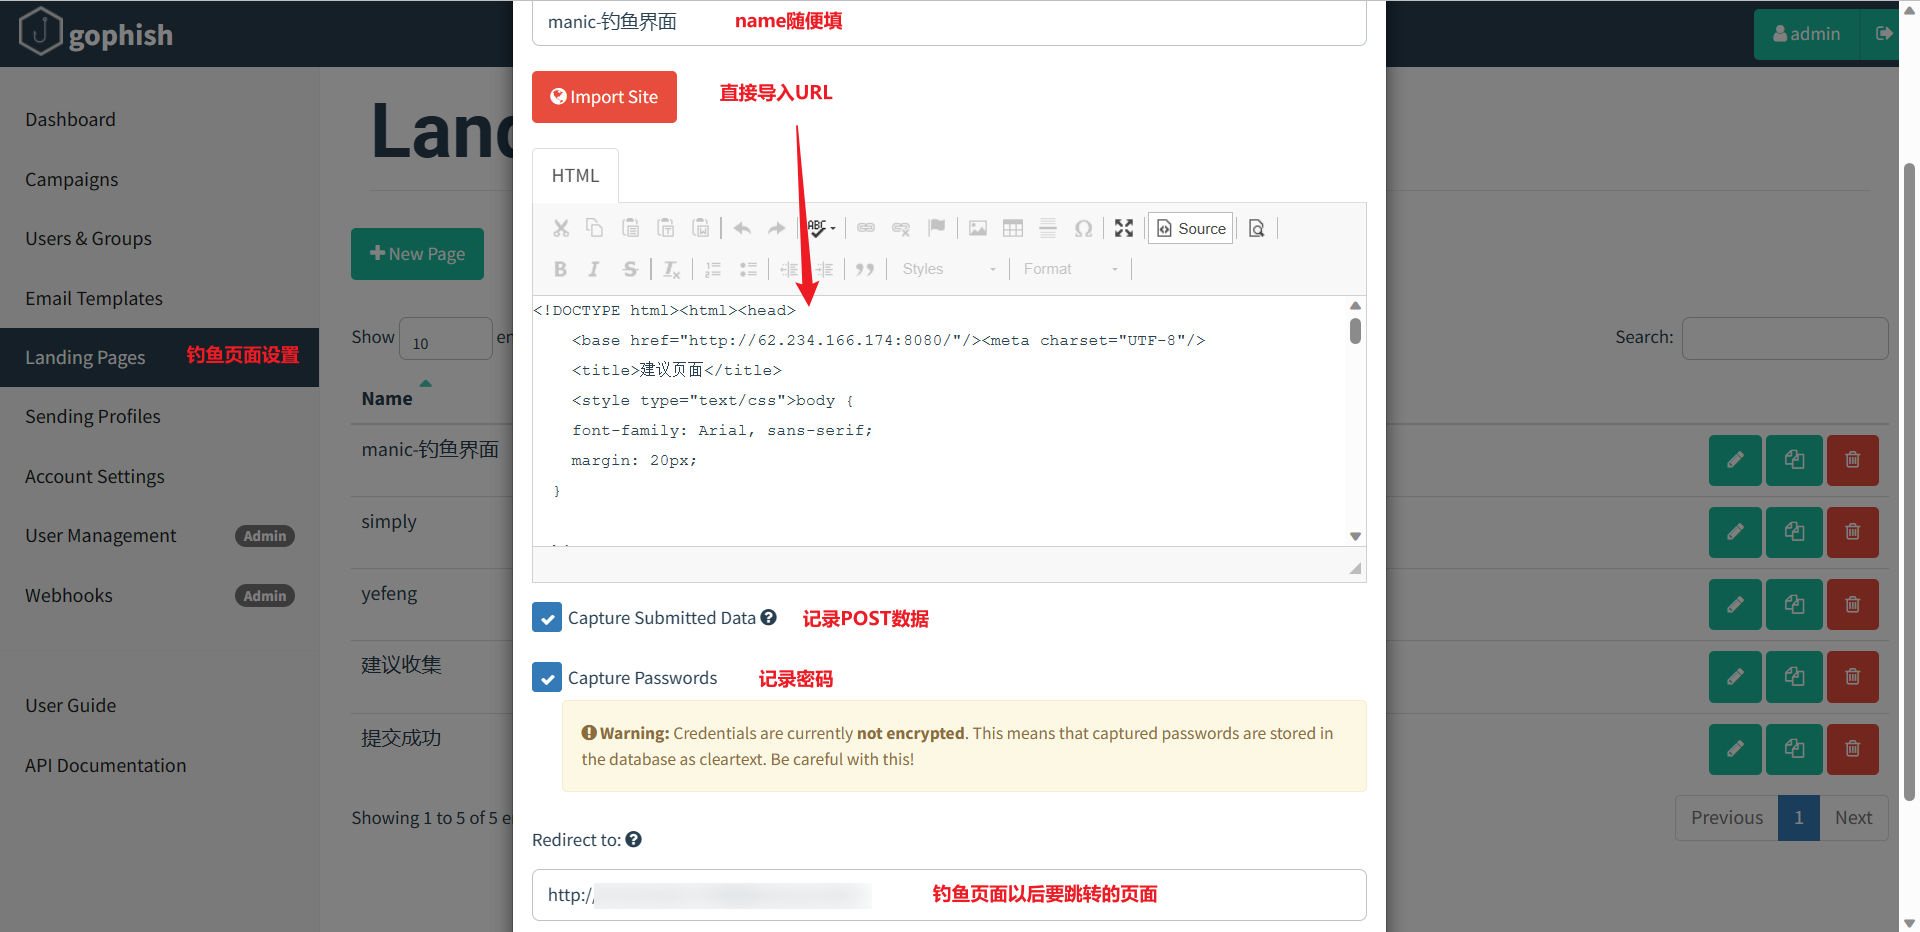 gophish
admin
Dashboard
Campaigns
Users & Groups
Email Templates
Landing Pages 钓鱼页面设置
Sending Profiles
Account Settings
User Management Admin
Webhooks Admin
User Guide
API Documentation
Land
New Page
Show 10 en
Search:
Name
manic-钓鱼界面
simply
yefeng
建议收集
提交成功
Showing 1 to 5 of 5 e
Previous 1 Next
manic-钓鱼界面 name随便填
Import Site 直接导入URL
HTML
ABC
Source
Styles Format
<!DOCTYPE html><html><head>
<base href="http://62.234.166.174:8080/"/><meta charset="UTF-8"/>
<title>建议页面</title>
<style type="text/css">body {
font-family: Arial, sans-serif;
margin: 20px;
}
Capture Submitted Data 记录POST数据
Capture Passwords 记录密码
Warning: Credentials are currently not encrypted. This means that captured passwords are stored in
the database as cleartext. Be careful with this!
Redirect to:
http:/ 钓鱼页面以后要跳转的页面